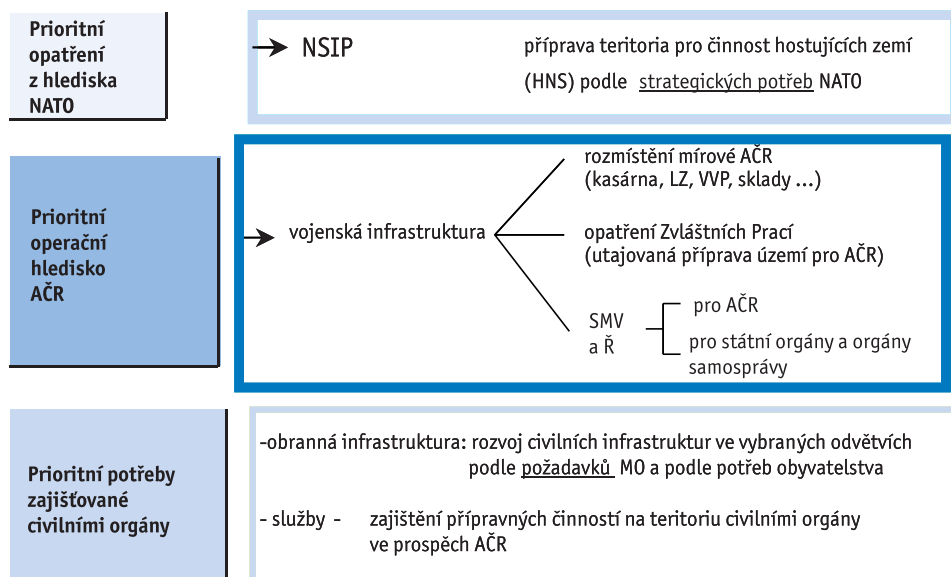 Prioritní
opatření
z hlediska
NATO
NSIP
příprava teritoria pro činnost hostujících zemí
(HNS) podle strategických potřeb NATO
Prioritní
operační
hledisko
AČR
vojenská infrastruktura
rozmístění mírové AČR
(kasárna, LZ, VVP, sklady ...)
opatření Zvláštních Prací
(utajovaná příprava území pro AČR)
SMV
a Ř
pro AČR
pro státní orgány a orgány
samosprávy
Prioritní potřeby
zajišťované
civilními orgány
-obranná infrastruktura: rozvoj civilních infrastruktur ve vybraných odvětvích
podle požadavků MO a podle potřeb obyvatelstva
- služby - zajištění přípravných činností na teritoriu civilními orgány
ve prospěch AČR